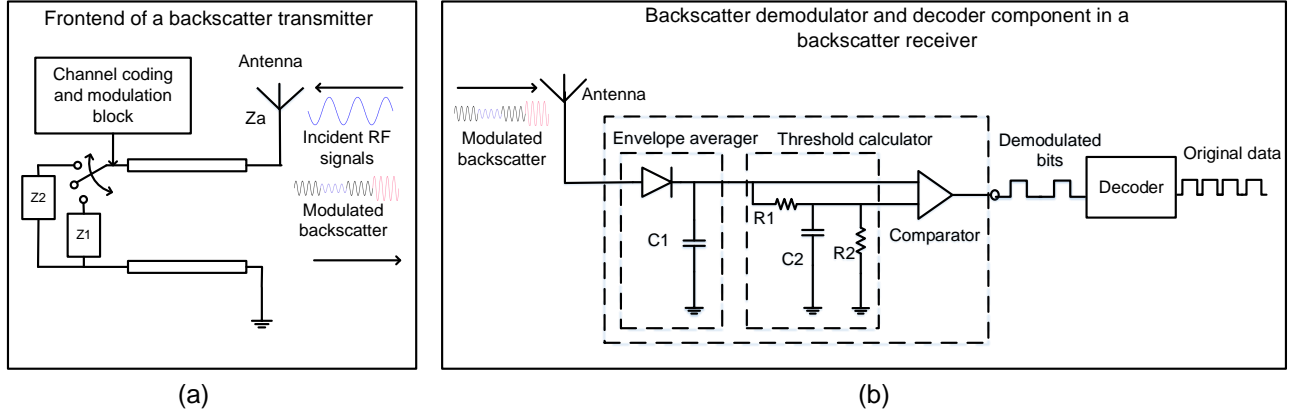 Frontend of a backscatter transmitter
Channel coding
and modulation
block
Antenna
Za
Incident RF
signals
Modulated
backscatter
Z2
Z1
(a)
Backscatter demodulator and decoder component in a
backscatter receiver
Antenna
Modulated
backscatter
Envelope averager
Threshold calculator
C1
R1
C2
R2
Comparator
Demodulated
bits
Decoder
Original data
(b)